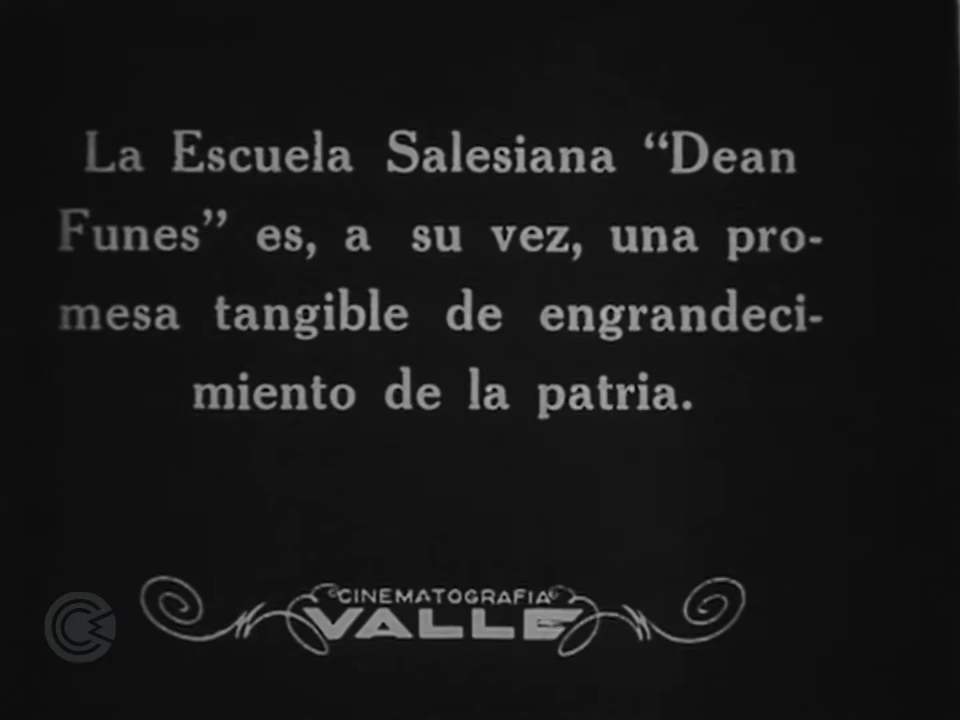 La Escuela Salesiana “Dean
Funes” es, a su vez, una pro-
mesa tangible de engrandeci-
miento de la patria.
CINEMATOGRAFIA
VALLE